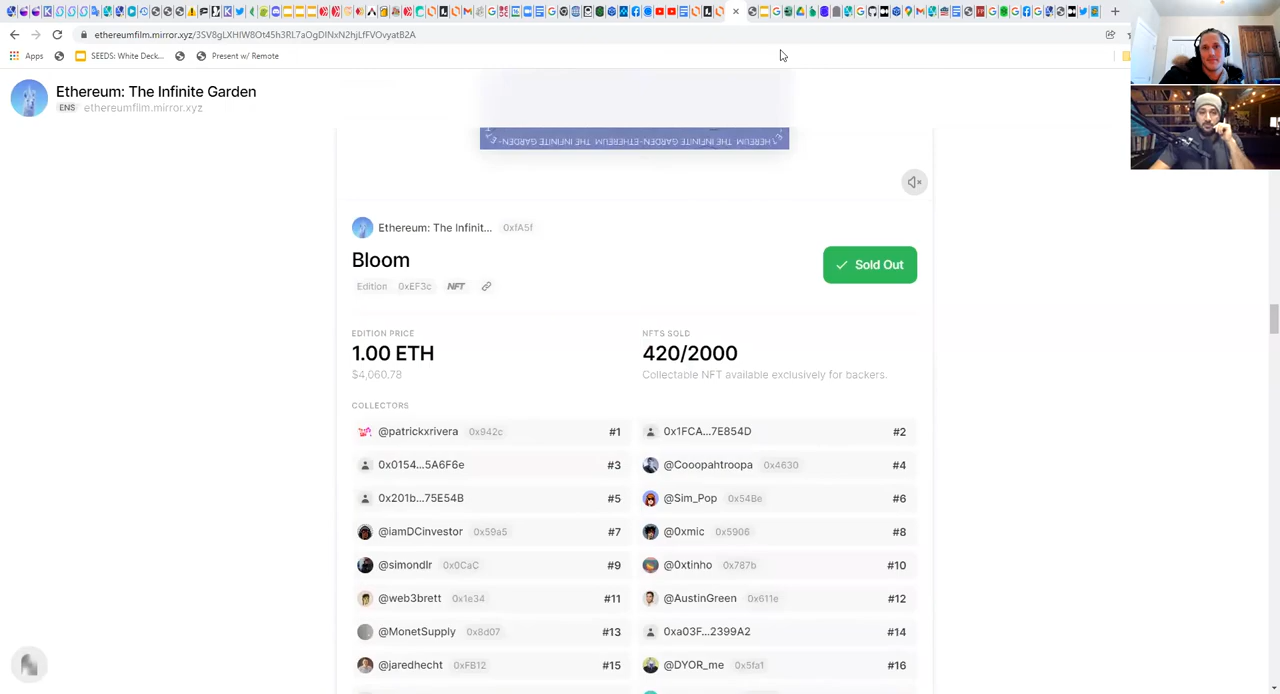 ethereumfilm.mirror.xyz/3SV8gLXHIW8Ot45h3RL7aOgDINxN2hjLfFVOvyatB2A
Apps
SEEDS: White Deck...
Present w/ Remote
Ethereum: The Infinite Garden
ENS ethereumfilm.mirror.xyz
Ethereum: The Infinit... 0xfA5f
Bloom
Sold Out
Edition 0xEF3c NFT
EDITION PRICE
NFTS SOLD
1.00 ETH
420/2000
$4,060.78
Collectable NFT available exclusively for backers.
COLLECTORS
@patrickxrivera 0x942c #1
0x1FCA...7E854D #2
0x0154...5A6F6e #3
@Cooopahtroopa 0x4630 #4
0x201b...75E54B #5
@Sim_Pop 0x54Be #6
@iamDCinvestor 0x59a5 #7
@0xmic 0x5906 #8
@simondlr 0x0CaC #9
@0xtinho 0x787b #10
@web3brett 0x1e34 #11
@AustinGreen 0x611e #12
@MonetSupply 0x8d07 #13
0xa03F...2399A2 #14
@jaredhecht 0xFB12 #15
@DYOR_me 0x5fa1 #16